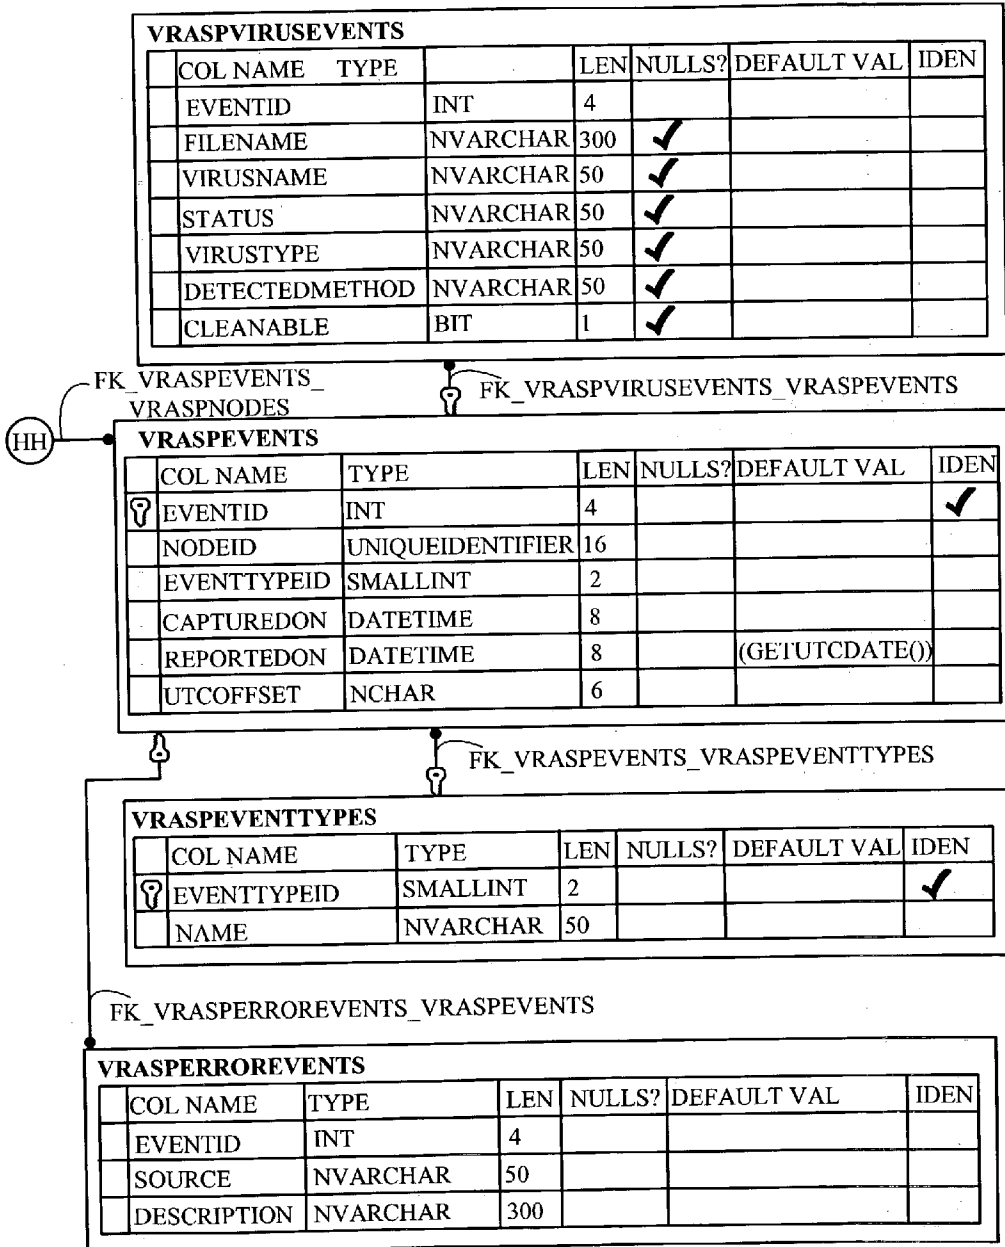 VRASPVIRUSEVENTS
COL NAME TYPE LEN NULLS? DEFAULT VAL IDEN
EVENTID INT 4
FILENAME NVARCHAR 300
VIRUSNAME NVARCHAR 50
STATUS NVARCHAR 50
VIRUSTYPE NVARCHAR 50
DETECTEDMETHOD NVARCHAR 50
CLEANABLE BIT 1
FK_VRASPEVENTS_
VRASPNODES
FK_VRASPVIRUSEVENTS_VRASPEVENTS
HH
VRASPEVENTS
COL NAME TYPE LEN NULLS? DEFAULT VAL IDEN
EVENTID INT 4
NODEID UNIQUEIDENTIFIER 16
EVENTTYPEID SMALLINT 2
CAPTUREDON DATETIME 8
REPORTEDON DATETIME 8 (GETUTCDATE())
UTCOFFSET NCHAR 6
FK_VRASPEVENTS_VRASPEVENTTYPES
VRASPEVENTTYPES
COL NAME TYPE LEN NULLS? DEFAULT VAL IDEN
EVENTTYPEID SMALLINT 2
NAME NVARCHAR 50
FK_VRASPERROREVENTS_VRASPEVENTS
VRASPERROREVENTS
COL NAME TYPE LEN NULLS? DEFAULT VAL IDEN
EVENTID INT 4
SOURCE NVARCHAR 50
DESCRIPTION NVARCHAR 300